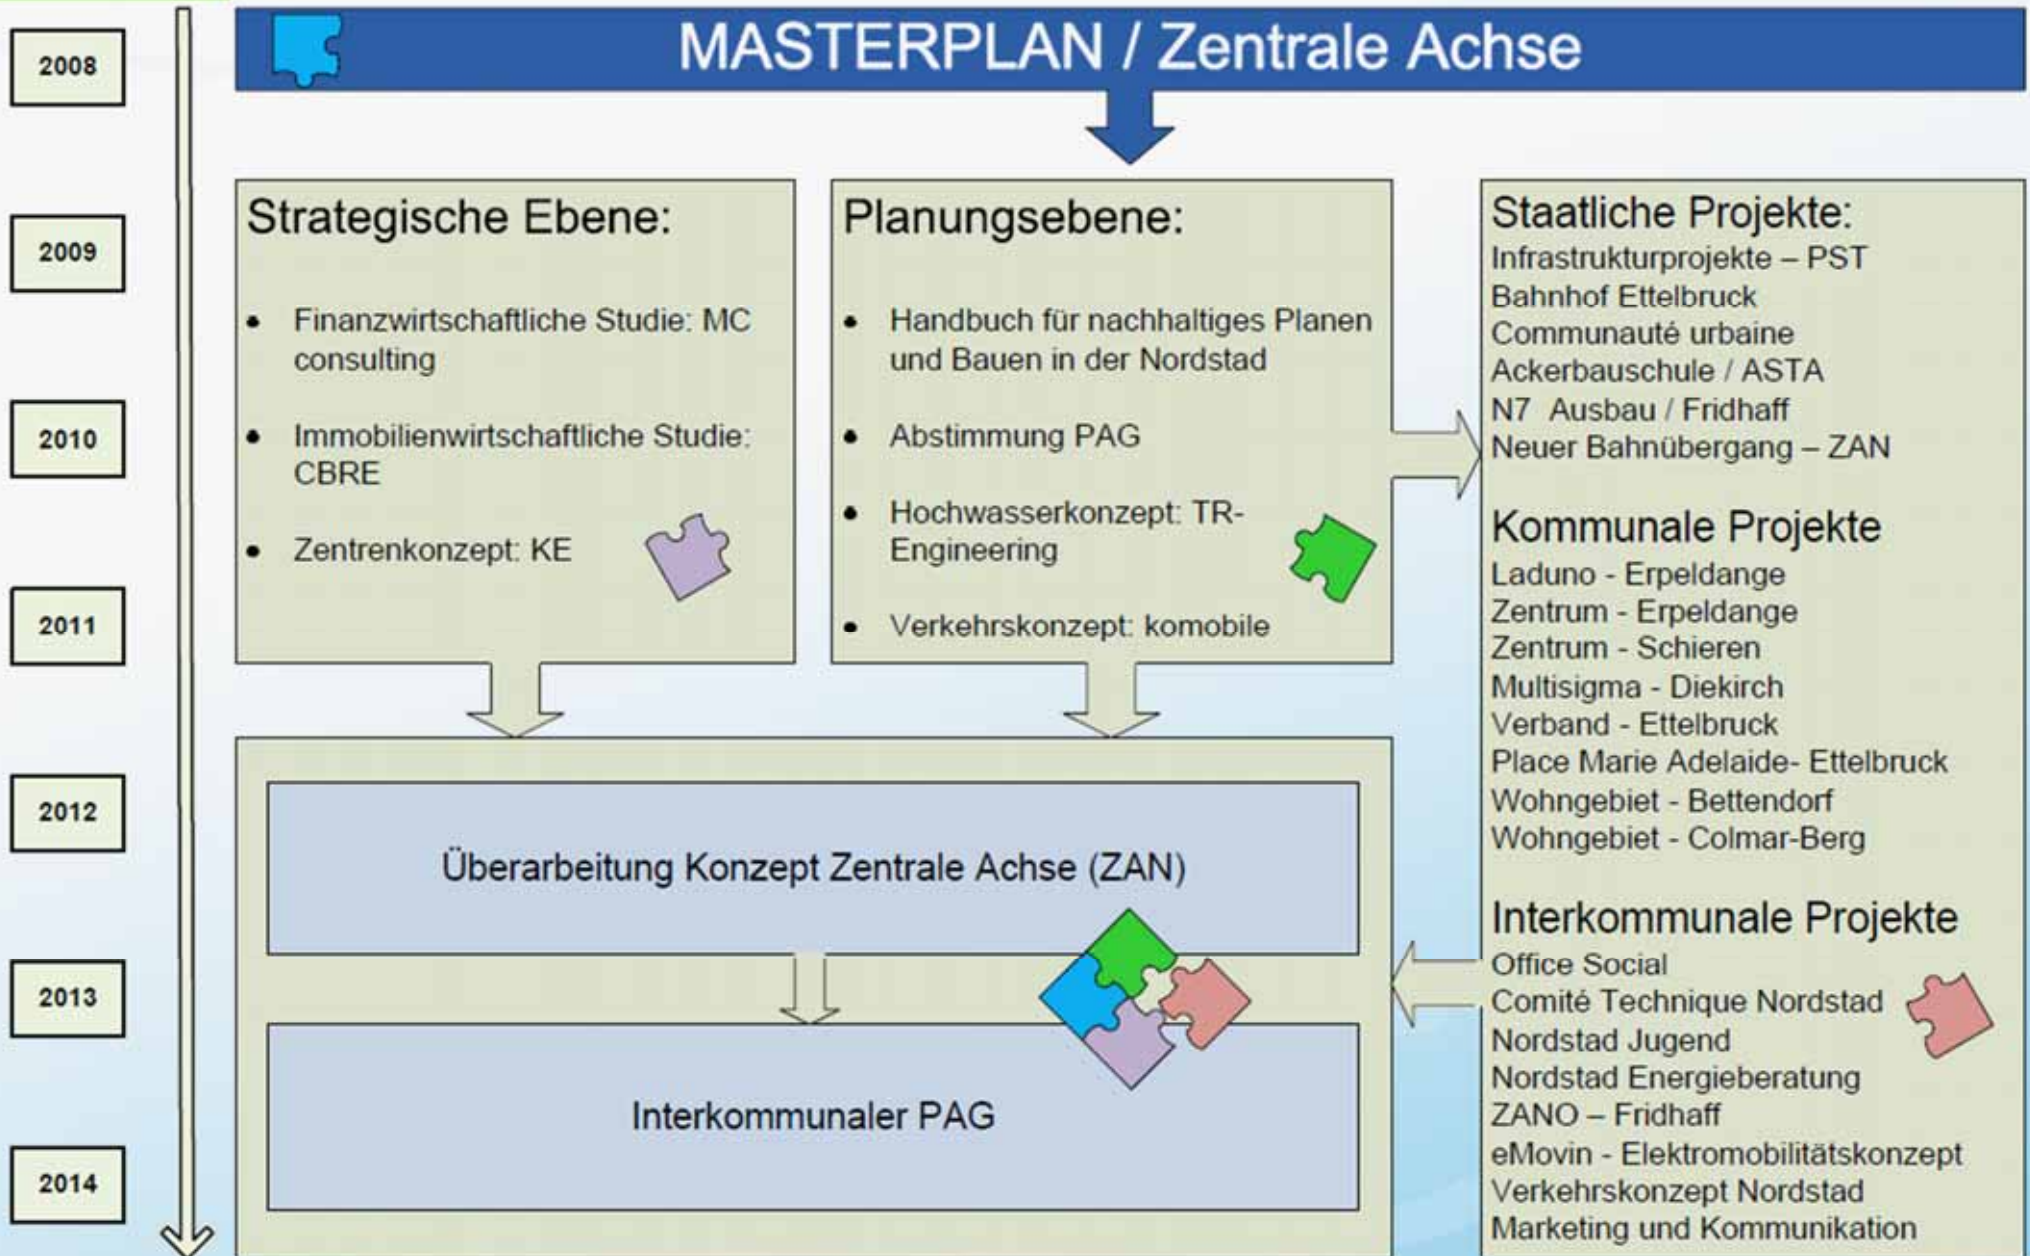 MASTERPLAN / Zentrale Achse
2008
2009
2010
2011
2012
2013
2014
Strategische Ebene:
• Finanzwirtschaftliche Studie: MC
consulting
• Immobilienwirtschaftliche Studie:
CBRE
• Zentrenkonzept: KE
Planungsebene:
• Handbuch für nachhaltiges Planen
und Bauen in der Nordstad
• Abstimmung PAG
• Hochwasserkonzept: TR-
Engineering
• Verkehrskonzept: komobile
Staatliche Projekte:
Infrastrukturprojekte – PST
Bahnhof Ettelbruck
Communauté urbaine
Ackerbauschule / ASTA
N7 Ausbau / Fridhaff
Neuer Bahnübergang – ZAN
Kommunale Projekte
Laduno - Erpeldange
Zentrum - Erpeldange
Zentrum - Schieren
Multisigma - Diekirch
Verband - Ettelbruck
Place Marie Adelaide- Ettelbruck
Wohngebiet - Bettendorf
Wohngebiet - Colmar-Berg
Interkommunale Projekte
Office Social
Comité Technique Nordstad
Nordstad Jugend
Nordstad Energieberatung
ZANO – Fridhaff
eMovin - Elektromobilitätskonzept
Verkehrskonzept Nordstad
Marketing und Kommunikation
Überarbeitung Konzept Zentrale Achse (ZAN)
Interkommunaler PAG